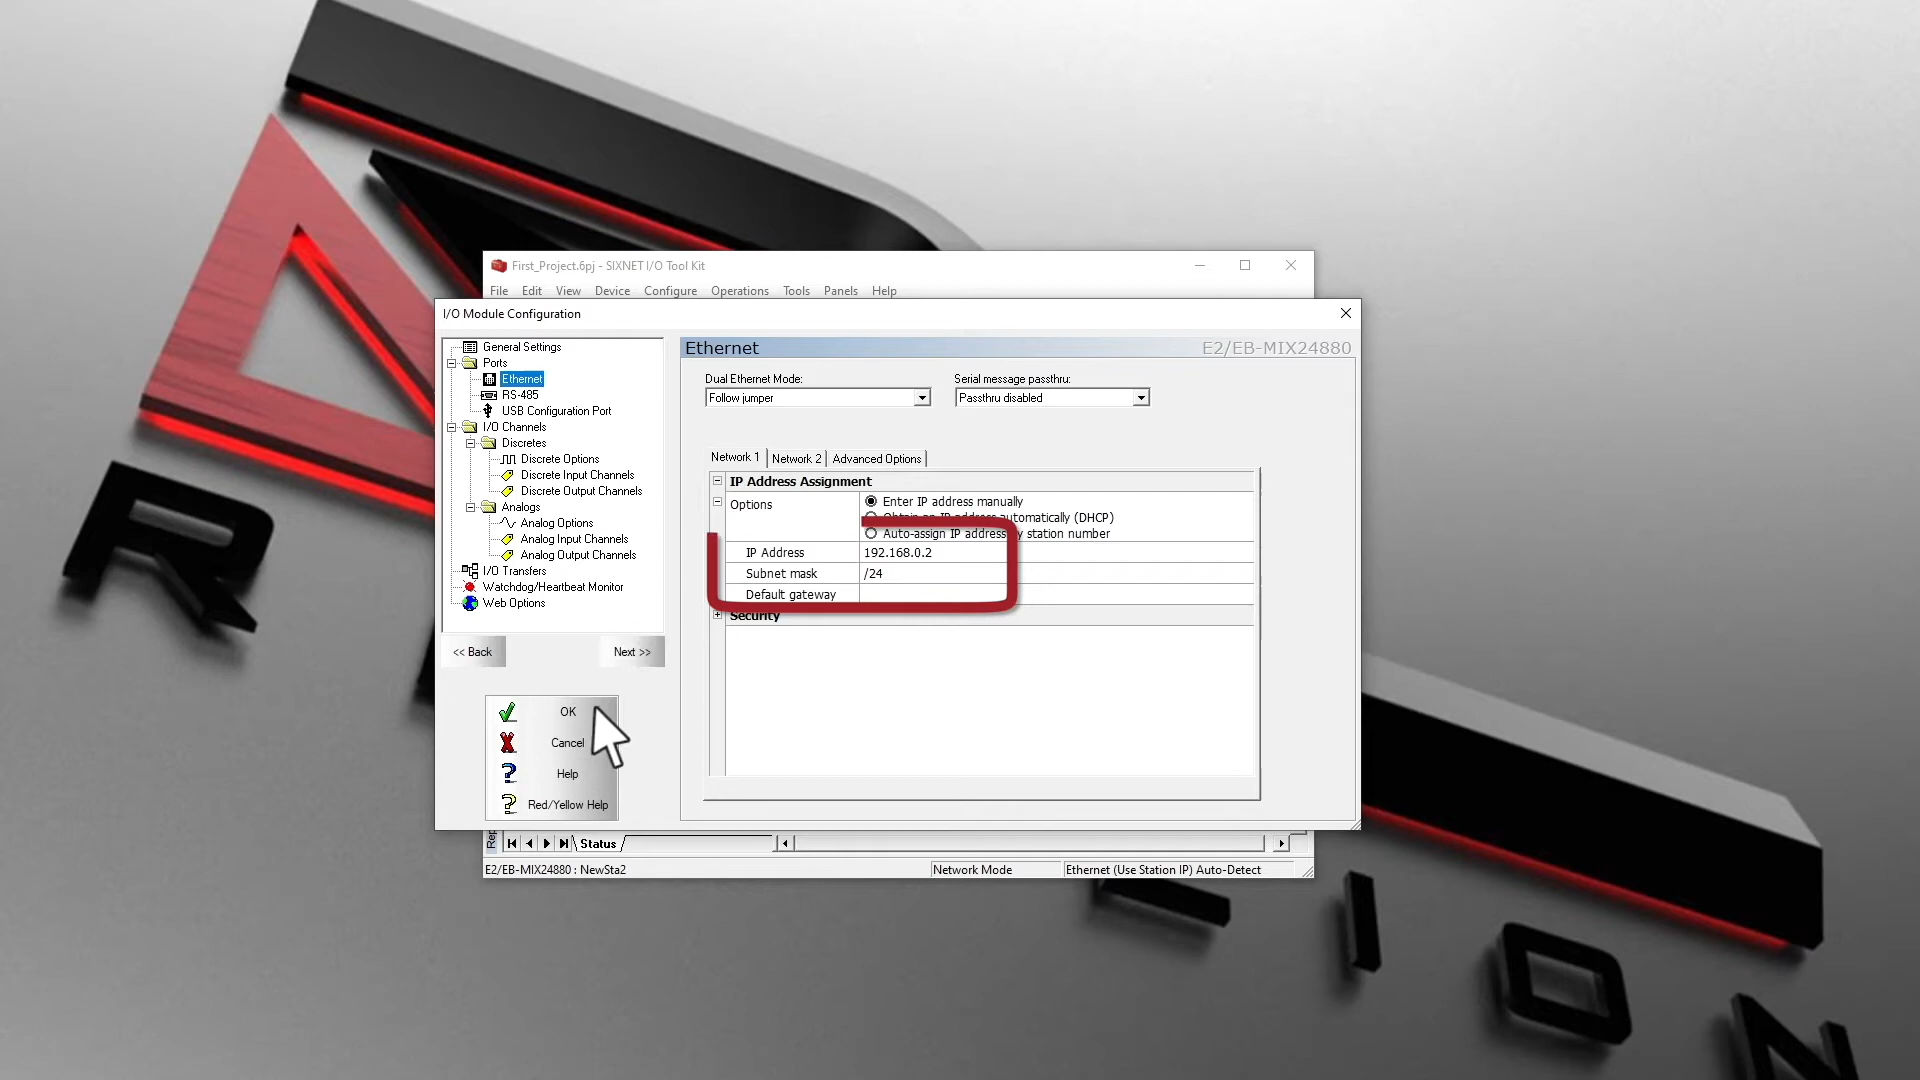 First_Project.6pj - SIXNET I/O Tool Kit
File Edit View Device Configure Operations Tools Panels Help
I/O Module Configuration
General Settings
Ports
Ethernet
RS-485
USB Configuration Port
I/O Channels
Discretes
Discrete Options
Discrete Input Channels
Discrete Output Channels
Analogs
Analog Options
Analog Input Channels
Analog Output Channels
I/O Transfers
Watchdog/Heartbeat Monitor
Web Options
<< Back
Next >>
OK
Cancel
Help
Red/Yellow Help
Ethernet
E2/EB-MIX24880
Dual Ethernet Mode:
Follow jumper
Serial message passthru:
Passthru disabled
Network 1
Network 2
Advanced Options
IP Address Assignment
Options
Enter IP address manually
Obtain an IP address automatically (DHCP)
Auto-assign IP address by station number
IP Address 192.168.0.2
Subnet mask /24
Default gateway
Security
Status
E2/EB-MIX24880 : NewSta2
Network Mode
Ethernet (Use Station IP) Auto-Detect
R
L I O N